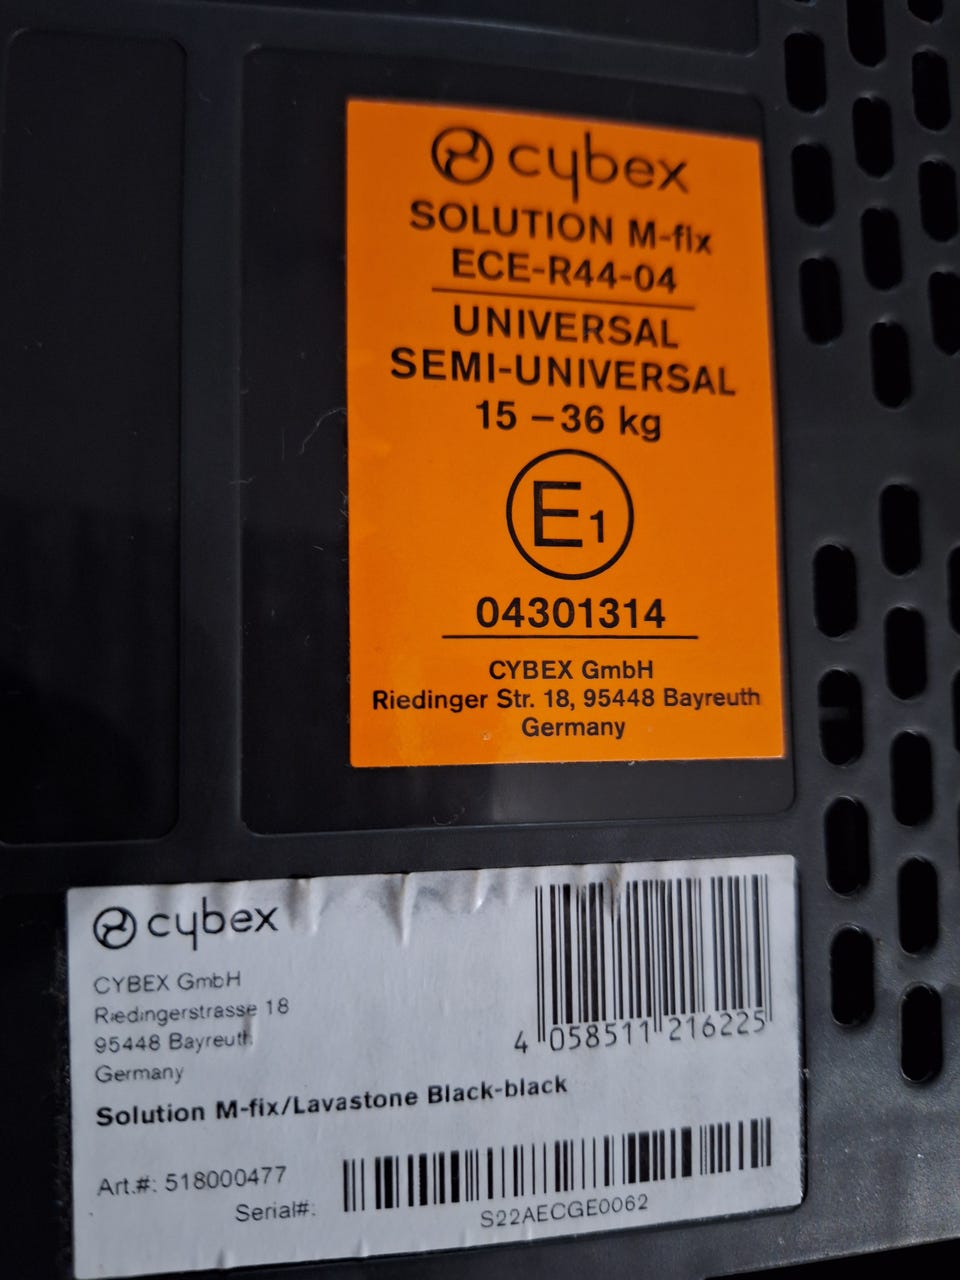 cybex
SOLUTION M-fix
ECE-R44-04
UNIVERSAL
SEMI-UNIVERSAL
15 – 36 kg
E1
04301314
CYBEX GmbH
Riedinger Str. 18, 95448 Bayreuth
Germany
cybex
CYBEX GmbH
Riedingerstrasse 18
95448 Bayreuth
Germany
4 058511 216225
Solution M-fix/Lavastone Black-black
Art.#: 518000477
Serial#:
S22AECGE0062